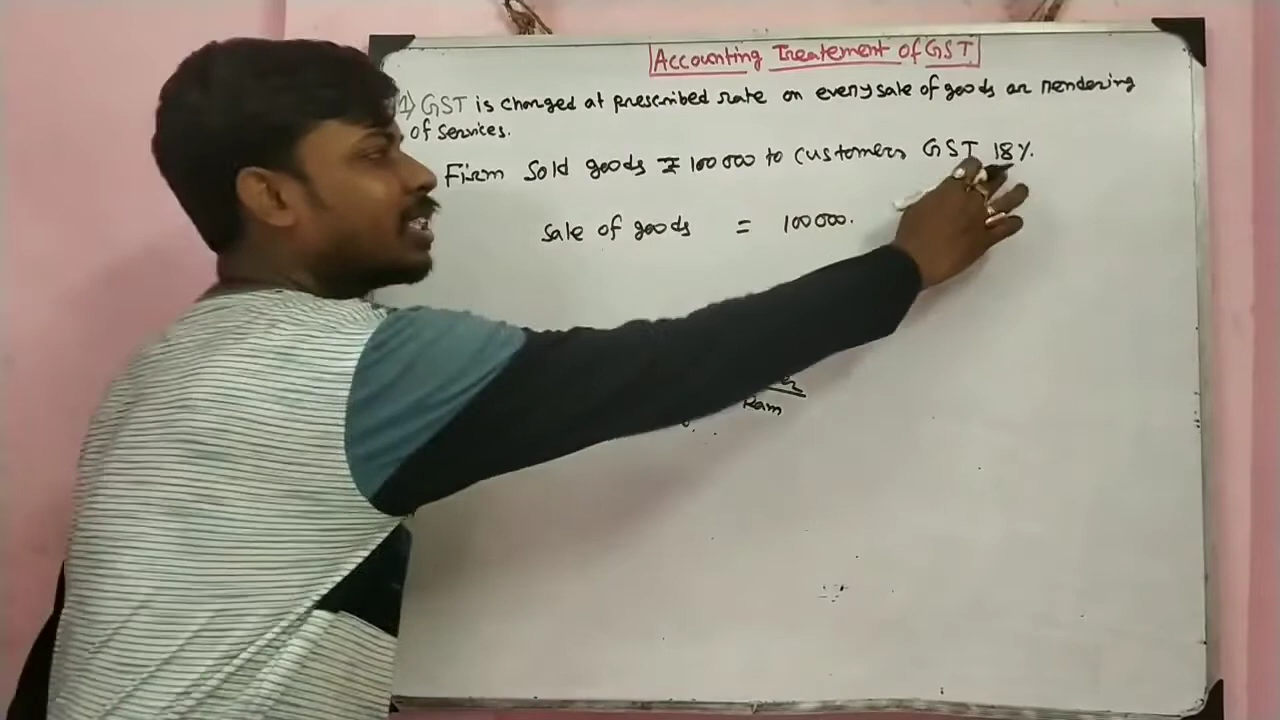 Accounting Treatement of GST
1) GST is charged at prescribed rate on every sale of goods or rendering
of services.
Firm Sold goods ₹ 100000 to customers GST 18%.
Sale of goods = 100000.
Ram